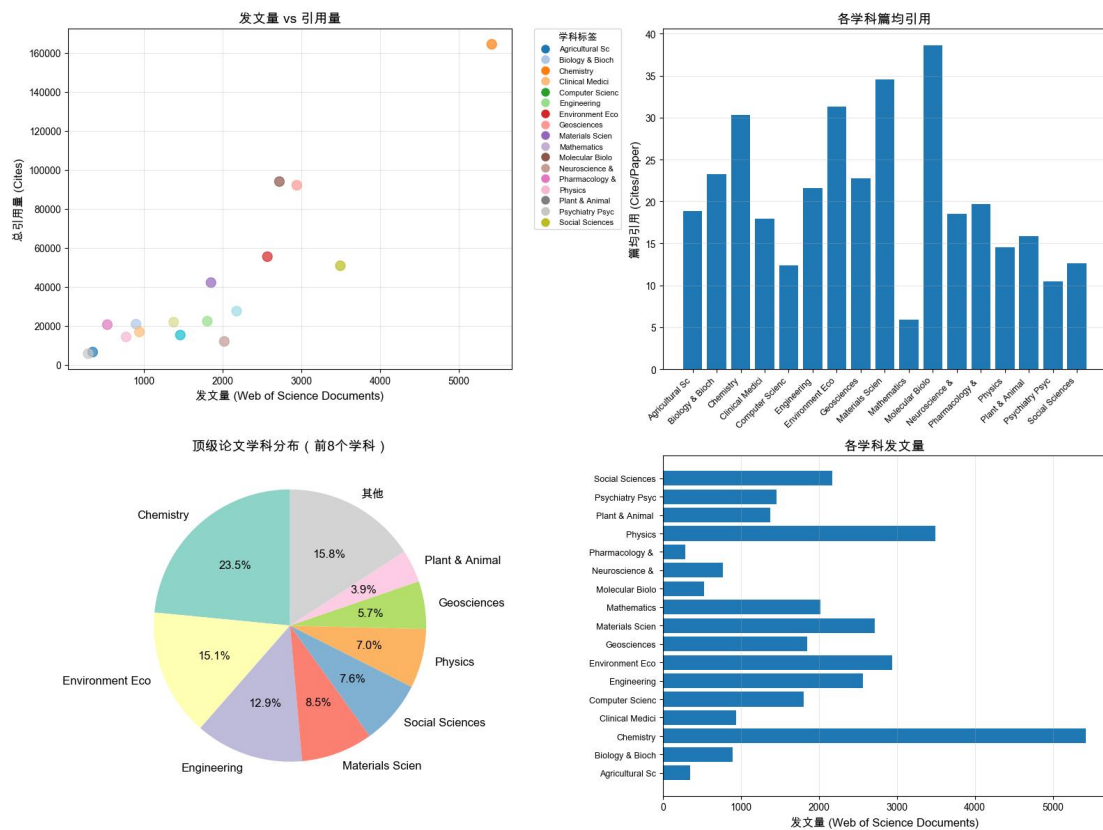 发文量 vs 引用量
160000
140000
120000
100000
80000
60000
40000
20000
0
总引用量 (Cites)
1000 2000 3000 4000 5000
发文量 (Web of Science Documents)
学科标签
Agricultural Sc
Biology & Bioch
Chemistry
Clinical Medici
Computer Scienc
Engineering
Environment Eco
Geosciences
Materials Scien
Mathematics
Molecular Biolo
Neuroscience &
Pharmacology &
Physics
Plant & Animal
Psychiatry Psyc
Social Sciences
各学科篇均引用
40
35
30
25
20
15
10
5
0
篇均引用 (Cites/Paper)
Agricultural Sc
Biology & Bioch
Chemistry
Clinical Medici
Computer Scienc
Engineering
Environment Eco
Geosciences
Materials Scien
Mathematics
Molecular Biolo
Neuroscience &
Pharmacology &
Physics
Plant & Animal
Psychiatry Psyc
Social Sciences
顶级论文学科分布（前8个学科）
其他
15.8%
Chemistry
23.5%
Plant & Animal
3.9%
Geosciences
5.7%
Physics
7.0%
Environment Eco
15.1%
Social Sciences
7.6%
Engineering
12.9%
Materials Scien
8.5%
各学科发文量
Social Sciences
Psychiatry Psyc
Plant & Animal
Physics
Pharmacology &
Neuroscience &
Molecular Biolo
Mathematics
Materials Scien
Geosciences
Environment Eco
Engineering
Computer Scienc
Clinical Medici
Chemistry
Biology & Bioch
Agricultural Sc
0 1000 2000 3000 4000 5000
发文量 (Web of Science Documents)